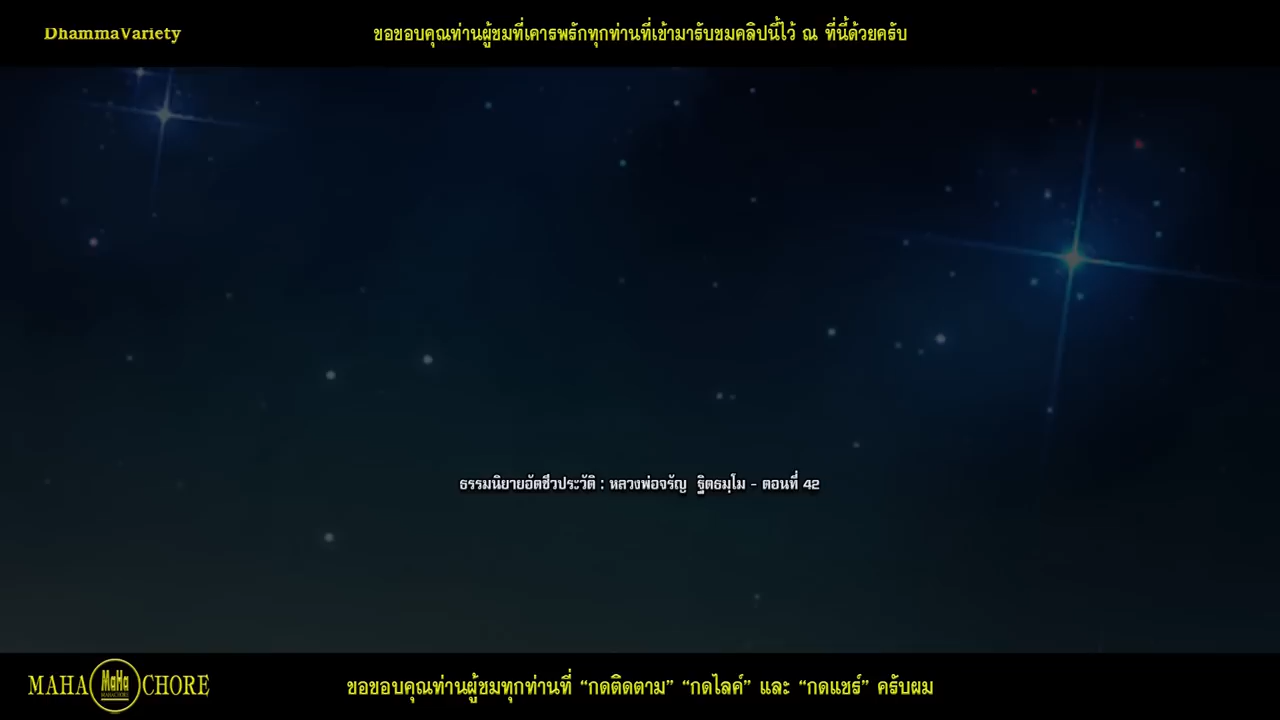 DhammaVariety
ขอขอบคุณท่านผู้ชมที่เคารพรักทุกท่านที่เข้ามารับชมคลิปนี้ไว้ ณ ที่นี้ด้วยครับ
ธรรมนิยายอัตชีวประวัติ : หลวงพ่อจรัญ ฐิตธมฺโม - ตอนที่ 42
MAHA MaHa MAHACHORE CHORE
ขอขอบคุณท่านผู้ชมทุกท่านที่ “กดติดตาม” “กดไลค์” และ “กดแชร์” ครับผม